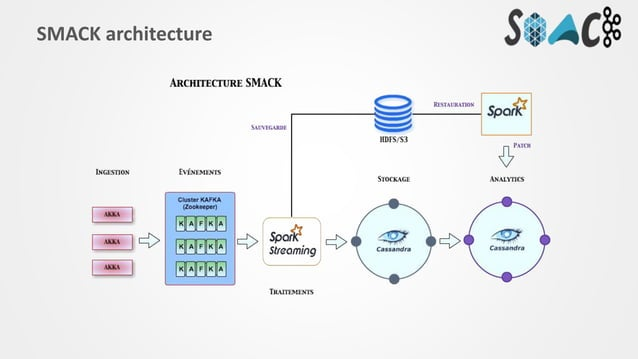 SMACK architecture
SMACK
Architecture SMACK
Restauration
Spark
Sauvegarde
HDFS/S3
Patch
Ingestion
Evénements
Stockage
Analytics
Cluster KAFKA
(Zookeeper)
AKKA
K A F K A
AKKA
K A F K A
AKKA
K A F K A
Spark
Streaming
Cassandra
Cassandra
Traitements